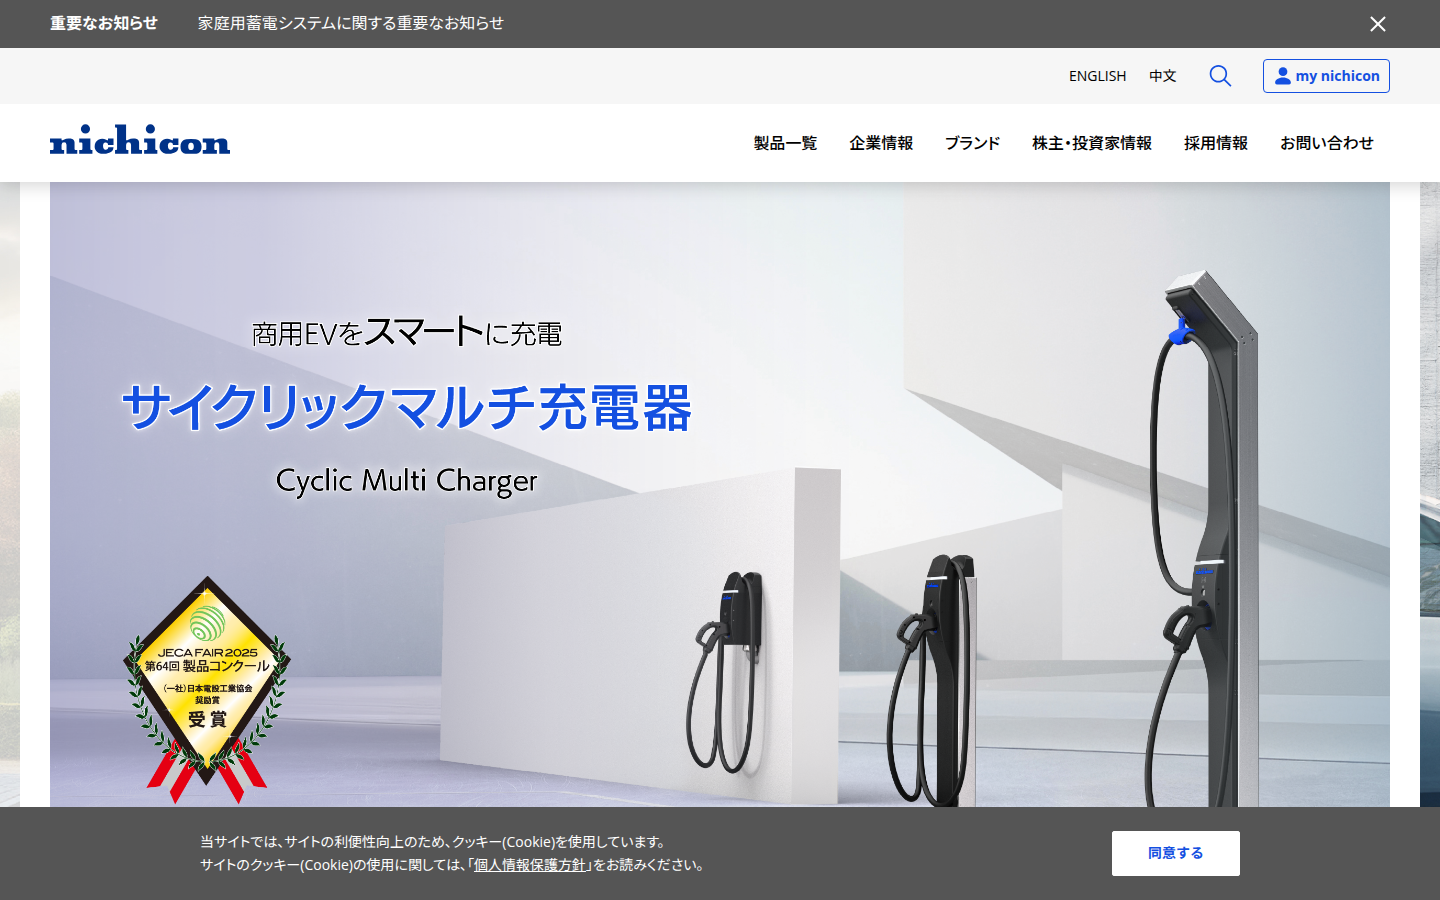 重要なお知らせ 家庭用蓄電システムに関する重要なお知らせ
ENGLISH 中文 my nichicon
nichicon
製品一覧 企業情報 ブランド 株主・投資家情報 採用情報 お問い合わせ
商用EVをスマートに充電
サイクリックマルチ充電器
Cyclic Multi Charger
JECA FAIR 2025
第64回 製品コンクール
(一社)日本電設工業協会
奨励賞
受賞
当サイトでは、サイトの利便性向上のため、クッキー(Cookie)を使用しています。
サイトのクッキー(Cookie)の使用に関しては、「個人情報保護方針」をお読みください。
同意する